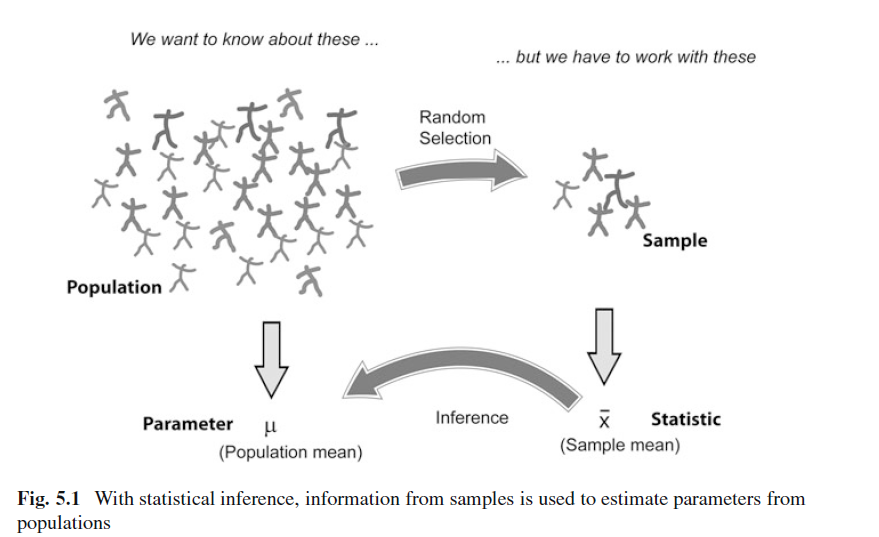 We want to know about these ...
... but we have to work with these
Random
Selection
Sample
Population
Parameter μ
(Population mean)
Inference
x̄ Statistic
(Sample mean)
Fig. 5.1 With statistical inference, information from samples is used to estimate parameters from
populations